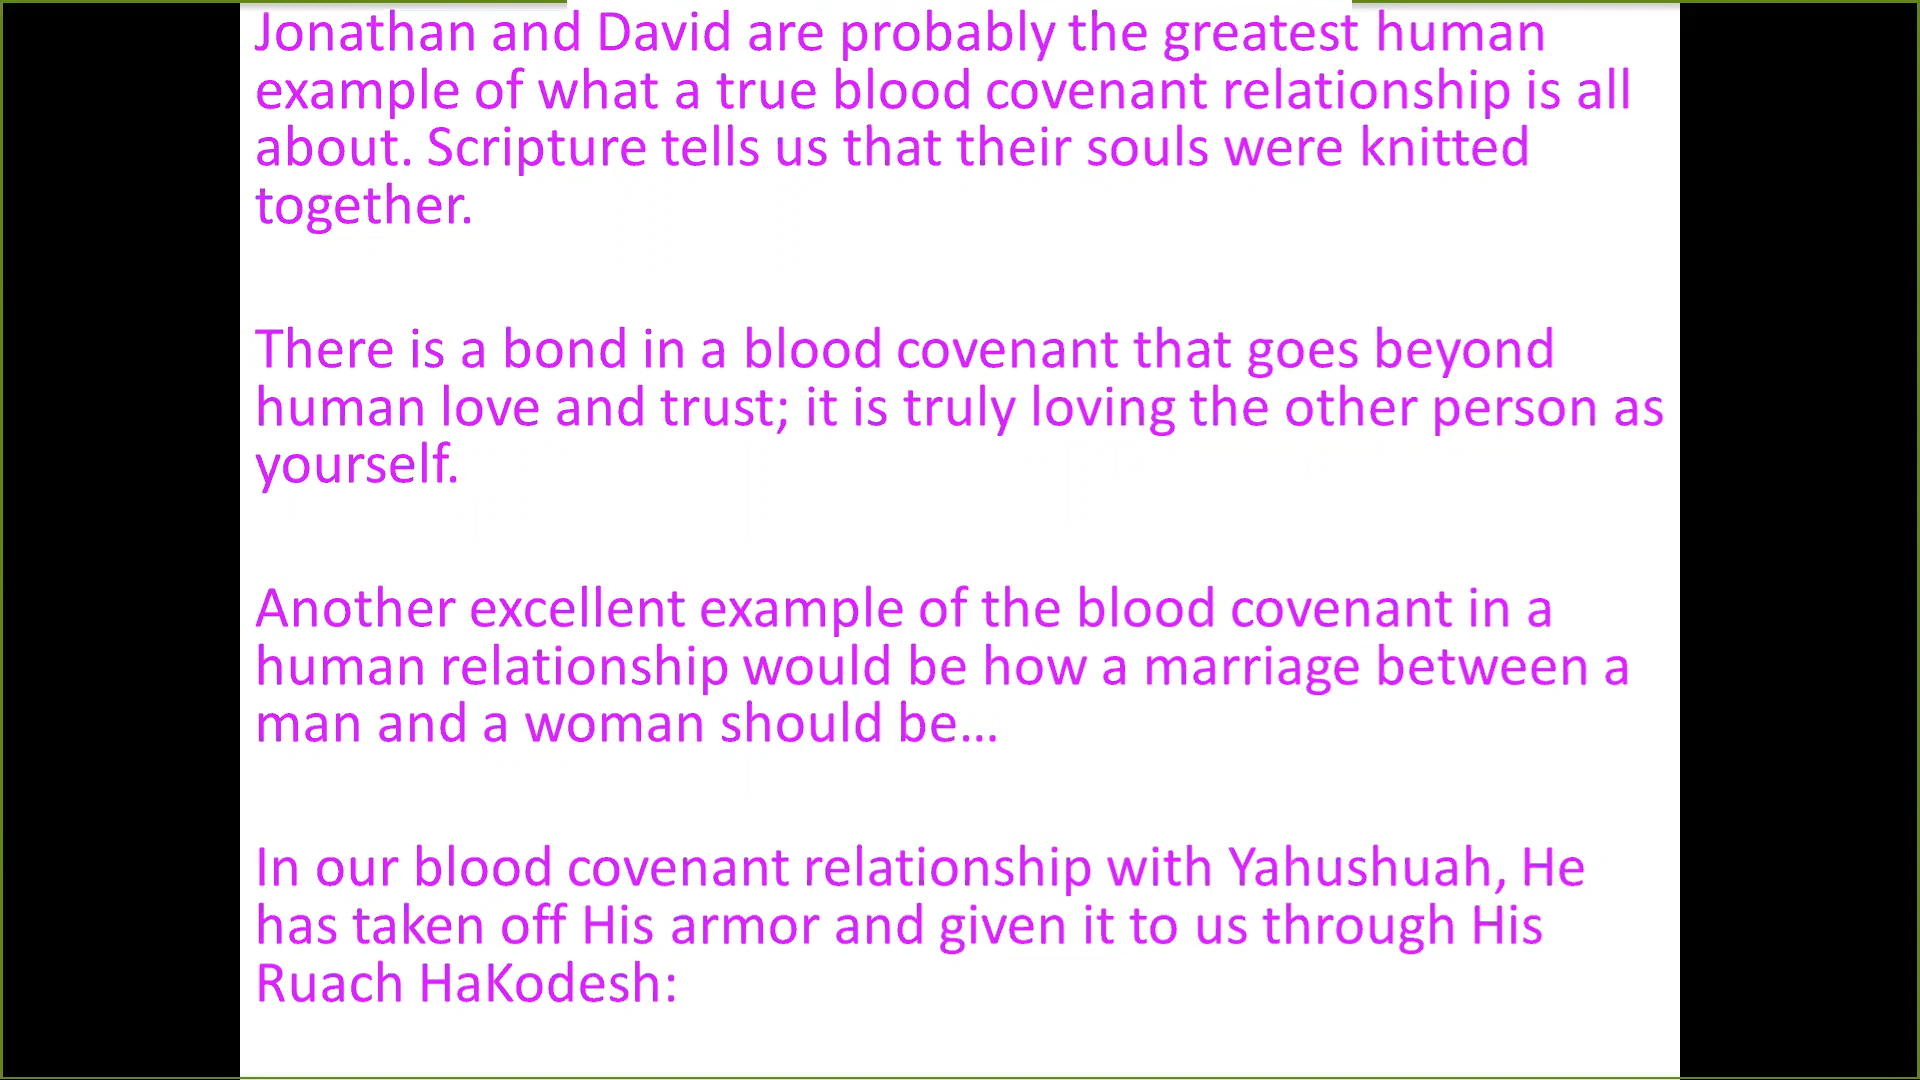 Jonathan and David are probably the greatest human
example of what a true blood covenant relationship is all
about. Scripture tells us that their souls were knitted
together.
There is a bond in a blood covenant that goes beyond
human love and trust; it is truly loving the other person as
yourself.
Another excellent example of the blood covenant in a
human relationship would be how a marriage between a
man and a woman should be…
In our blood covenant relationship with Yahushuah, He
has taken off His armor and given it to us through His
Ruach HaKodesh: